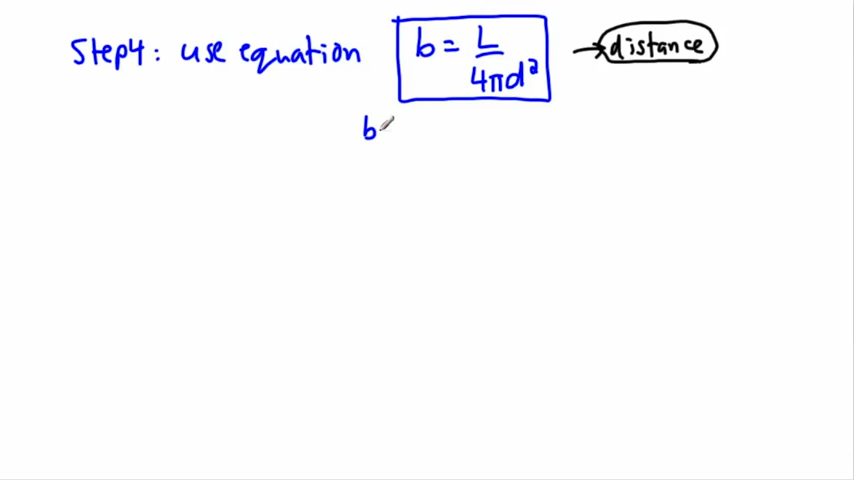 Step4: use equation b = L / 4πd² → distance
b